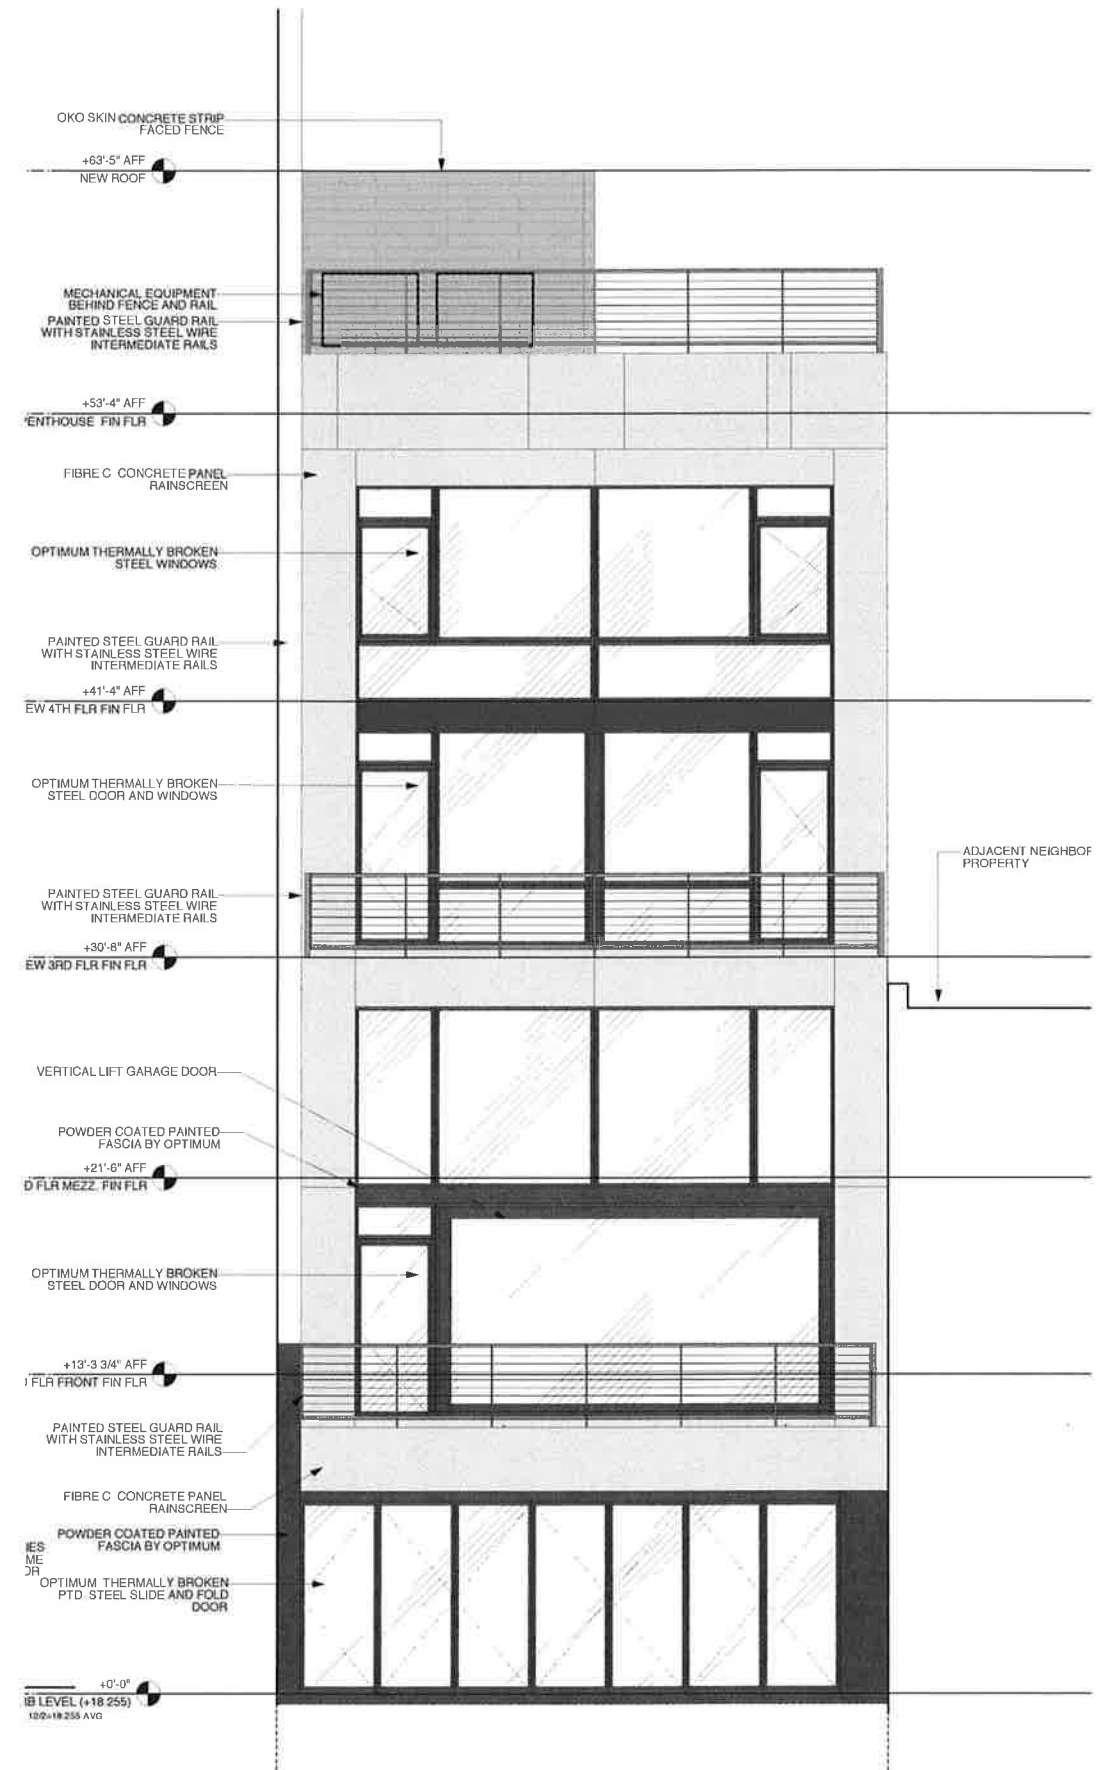 OKO SKIN CONCRETE STRIP
FACED FENCE
+63'-5" AFF
NEW ROOF
MECHANICAL EQUIPMENT
BEHIND FENCE AND RAIL
PAINTED STEEL GUARD RAIL
WITH STAINLESS STEEL WIRE
INTERMEDIATE RAILS
+53'-4" AFF
ENTHOUSE FIN FLR
FIBRE C CONCRETE PANEL
RAINSCREEN
OPTIMUM THERMALLY BROKEN
STEEL WINDOWS
PAINTED STEEL GUARD RAIL
WITH STAINLESS STEEL WIRE
INTERMEDIATE RAILS
+41'-4" AFF
EW 4TH FLR FIN FLR
OPTIMUM THERMALLY BROKEN
STEEL DOOR AND WINDOWS
ADJACENT NEIGHBOR
PROPERTY
PAINTED STEEL GUARD RAIL
WITH STAINLESS STEEL WIRE
INTERMEDIATE RAILS
+30'-8" AFF
EW 3RD FLR FIN FLR
VERTICAL LIFT GARAGE DOOR
POWDER COATED PAINTED
FASCIA BY OPTIMUM
+21'-6" AFF
D FLR MEZZ. FIN FLR
OPTIMUM THERMALLY BROKEN
STEEL DOOR AND WINDOWS
+13'-3 3/4" AFF
FLR FRONT FIN FLR
PAINTED STEEL GUARD RAIL
WITH STAINLESS STEEL WIRE
INTERMEDIATE RAILS
FIBRE C CONCRETE PANEL
RAINSCREEN
POWDER COATED PAINTED
FASCIA BY OPTIMUM
IES
ME
OR
OPTIMUM THERMALLY BROKEN
PTD STEEL SLIDE AND FOLD
DOOR
+0'-0"
IB LEVEL (+18 255)
12/2=18.255 AVG